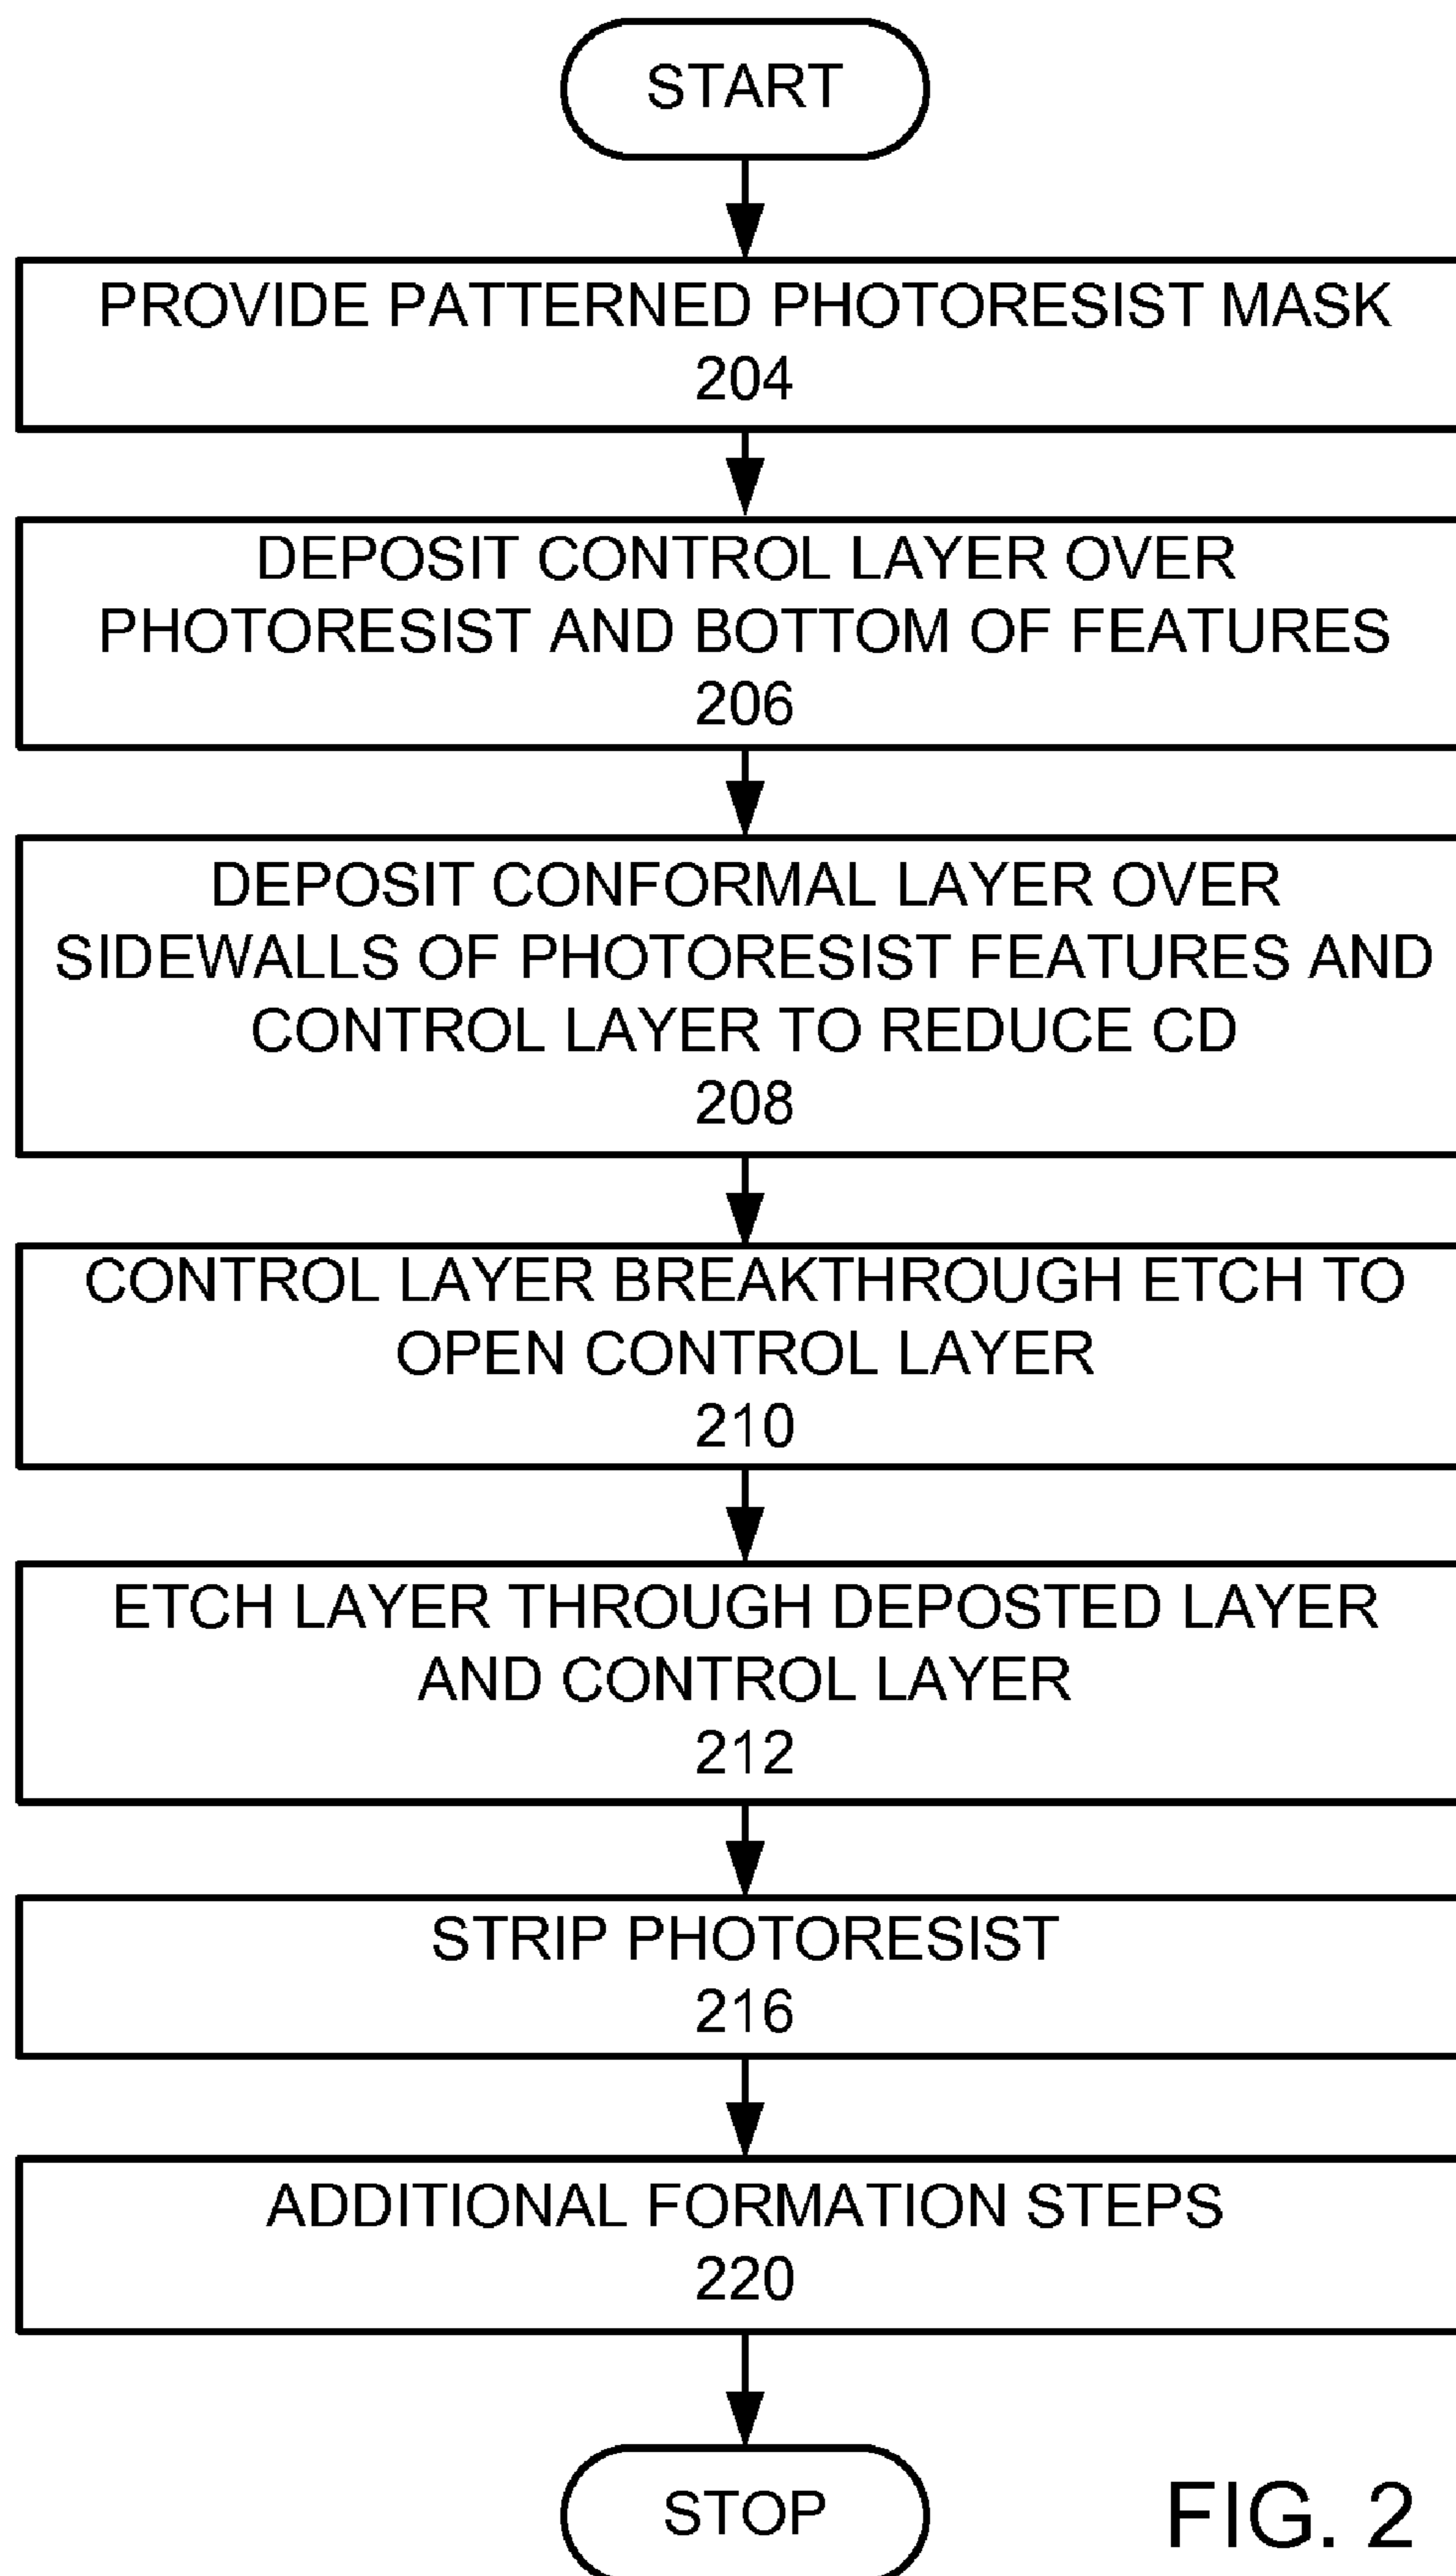 START
PROVIDE PATTERNED PHOTORESIST MASK
204
DEPOSIT CONTROL LAYER OVER
PHOTORESIST AND BOTTOM OF FEATURES
206
DEPOSIT CONFORMAL LAYER OVER
SIDEWALLS OF PHOTORESIST FEATURES AND
CONTROL LAYER TO REDUCE CD
208
CONTROL LAYER BREAKTHROUGH ETCH TO
OPEN CONTROL LAYER
210
ETCH LAYER THROUGH DEPOSTED LAYER
AND CONTROL LAYER
212
STRIP PHOTORESIST
216
ADDITIONAL FORMATION STEPS
220
STOP
FIG. 2